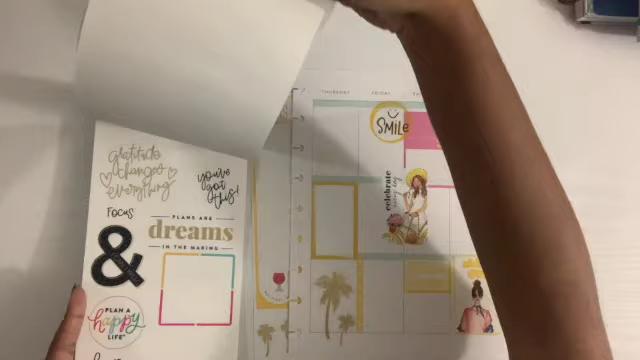 gratitude
changes
everything
you've
got
this!
Focus
PLANS ARE
dreams
IN THE MAKING
&
PLAN A
happy
LIFE
THURSDAY
FRIDAY
SMILE
celebrate